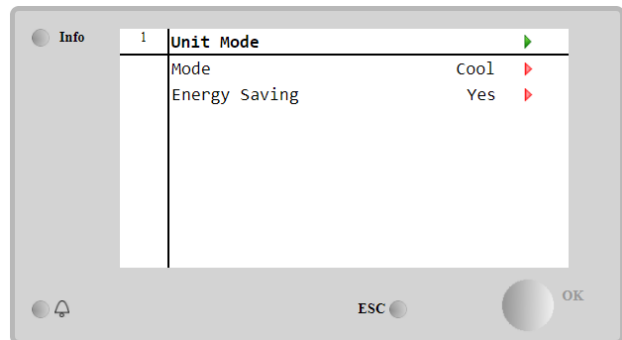 Info
1 Unit Mode
Mode Cool
Energy Saving Yes
ESC
OK